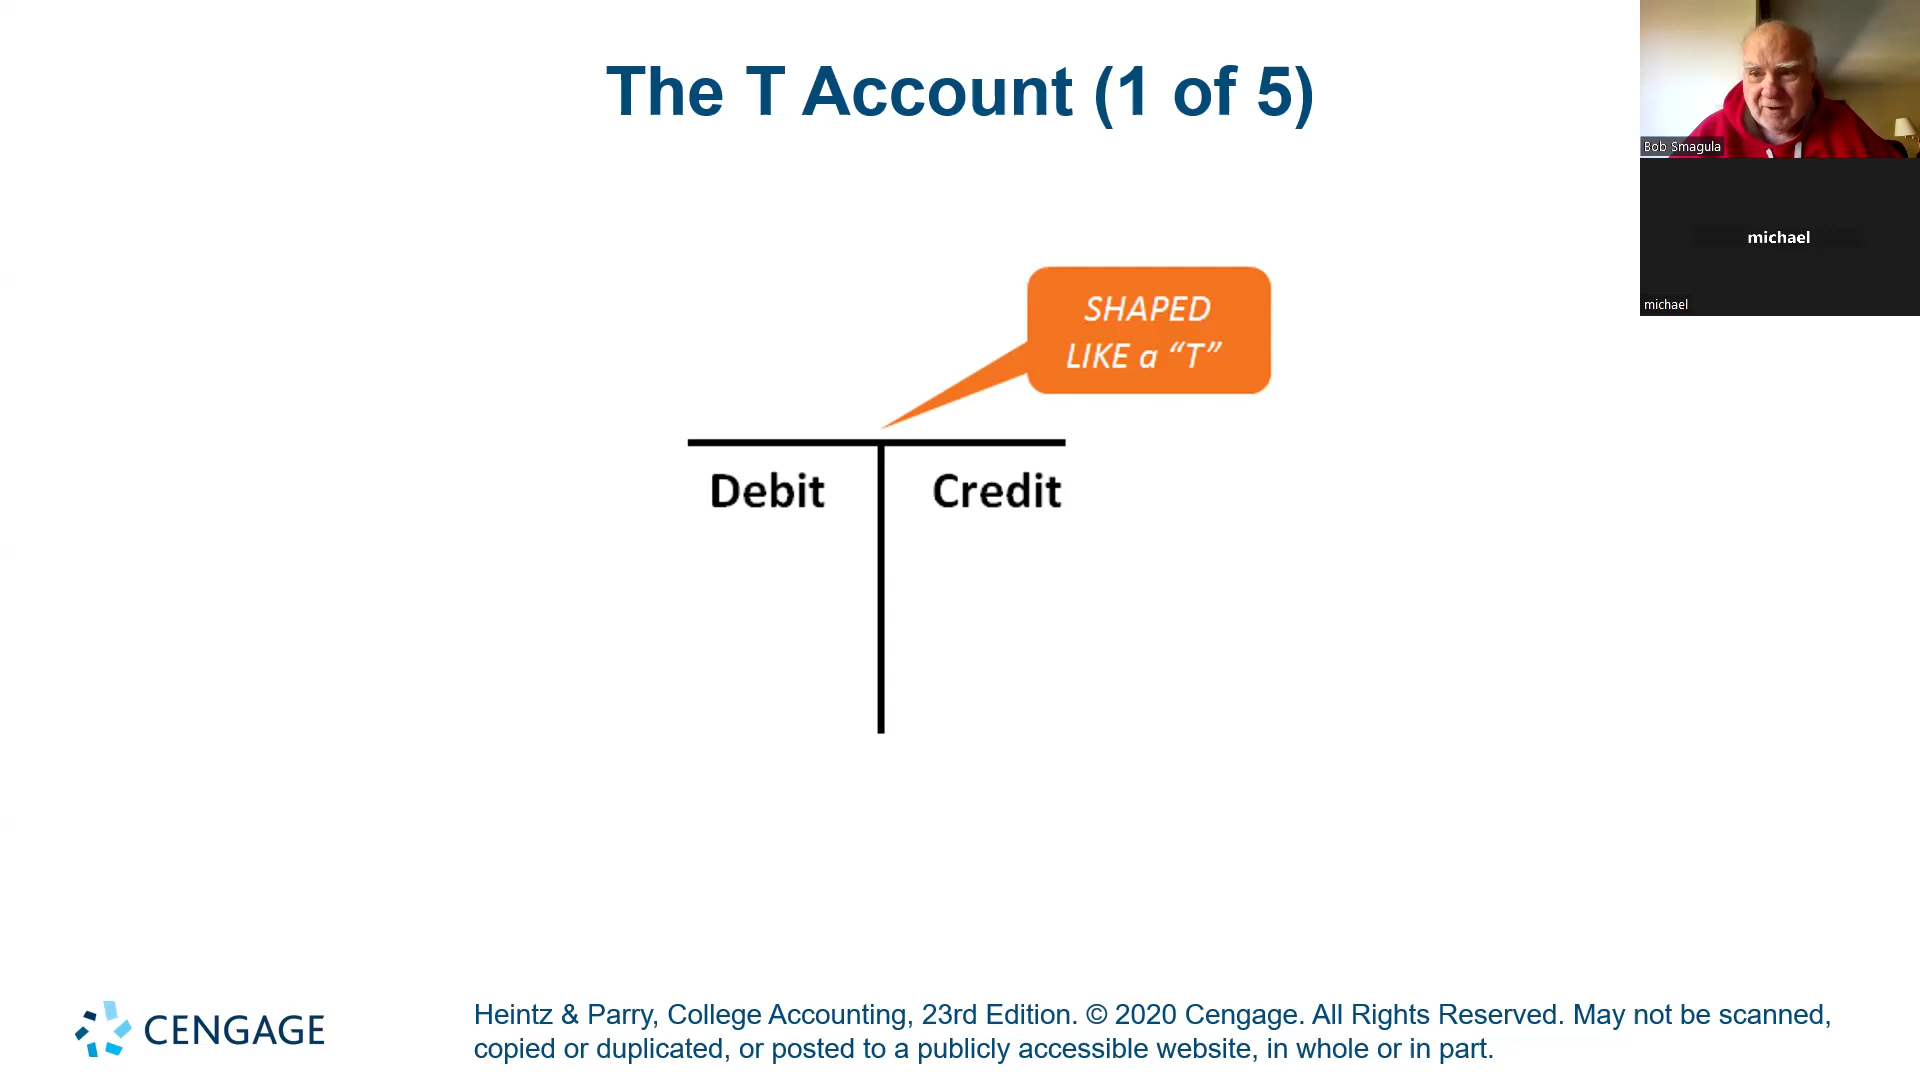 The T Account (1 of 5)
Bob Smagula
michael
michael
SHAPED
LIKE a “T”
Debit Credit
CENGAGE
Heintz & Parry, College Accounting, 23rd Edition. © 2020 Cengage. All Rights Reserved. May not be scanned,
copied or duplicated, or posted to a publicly accessible website, in whole or in part.